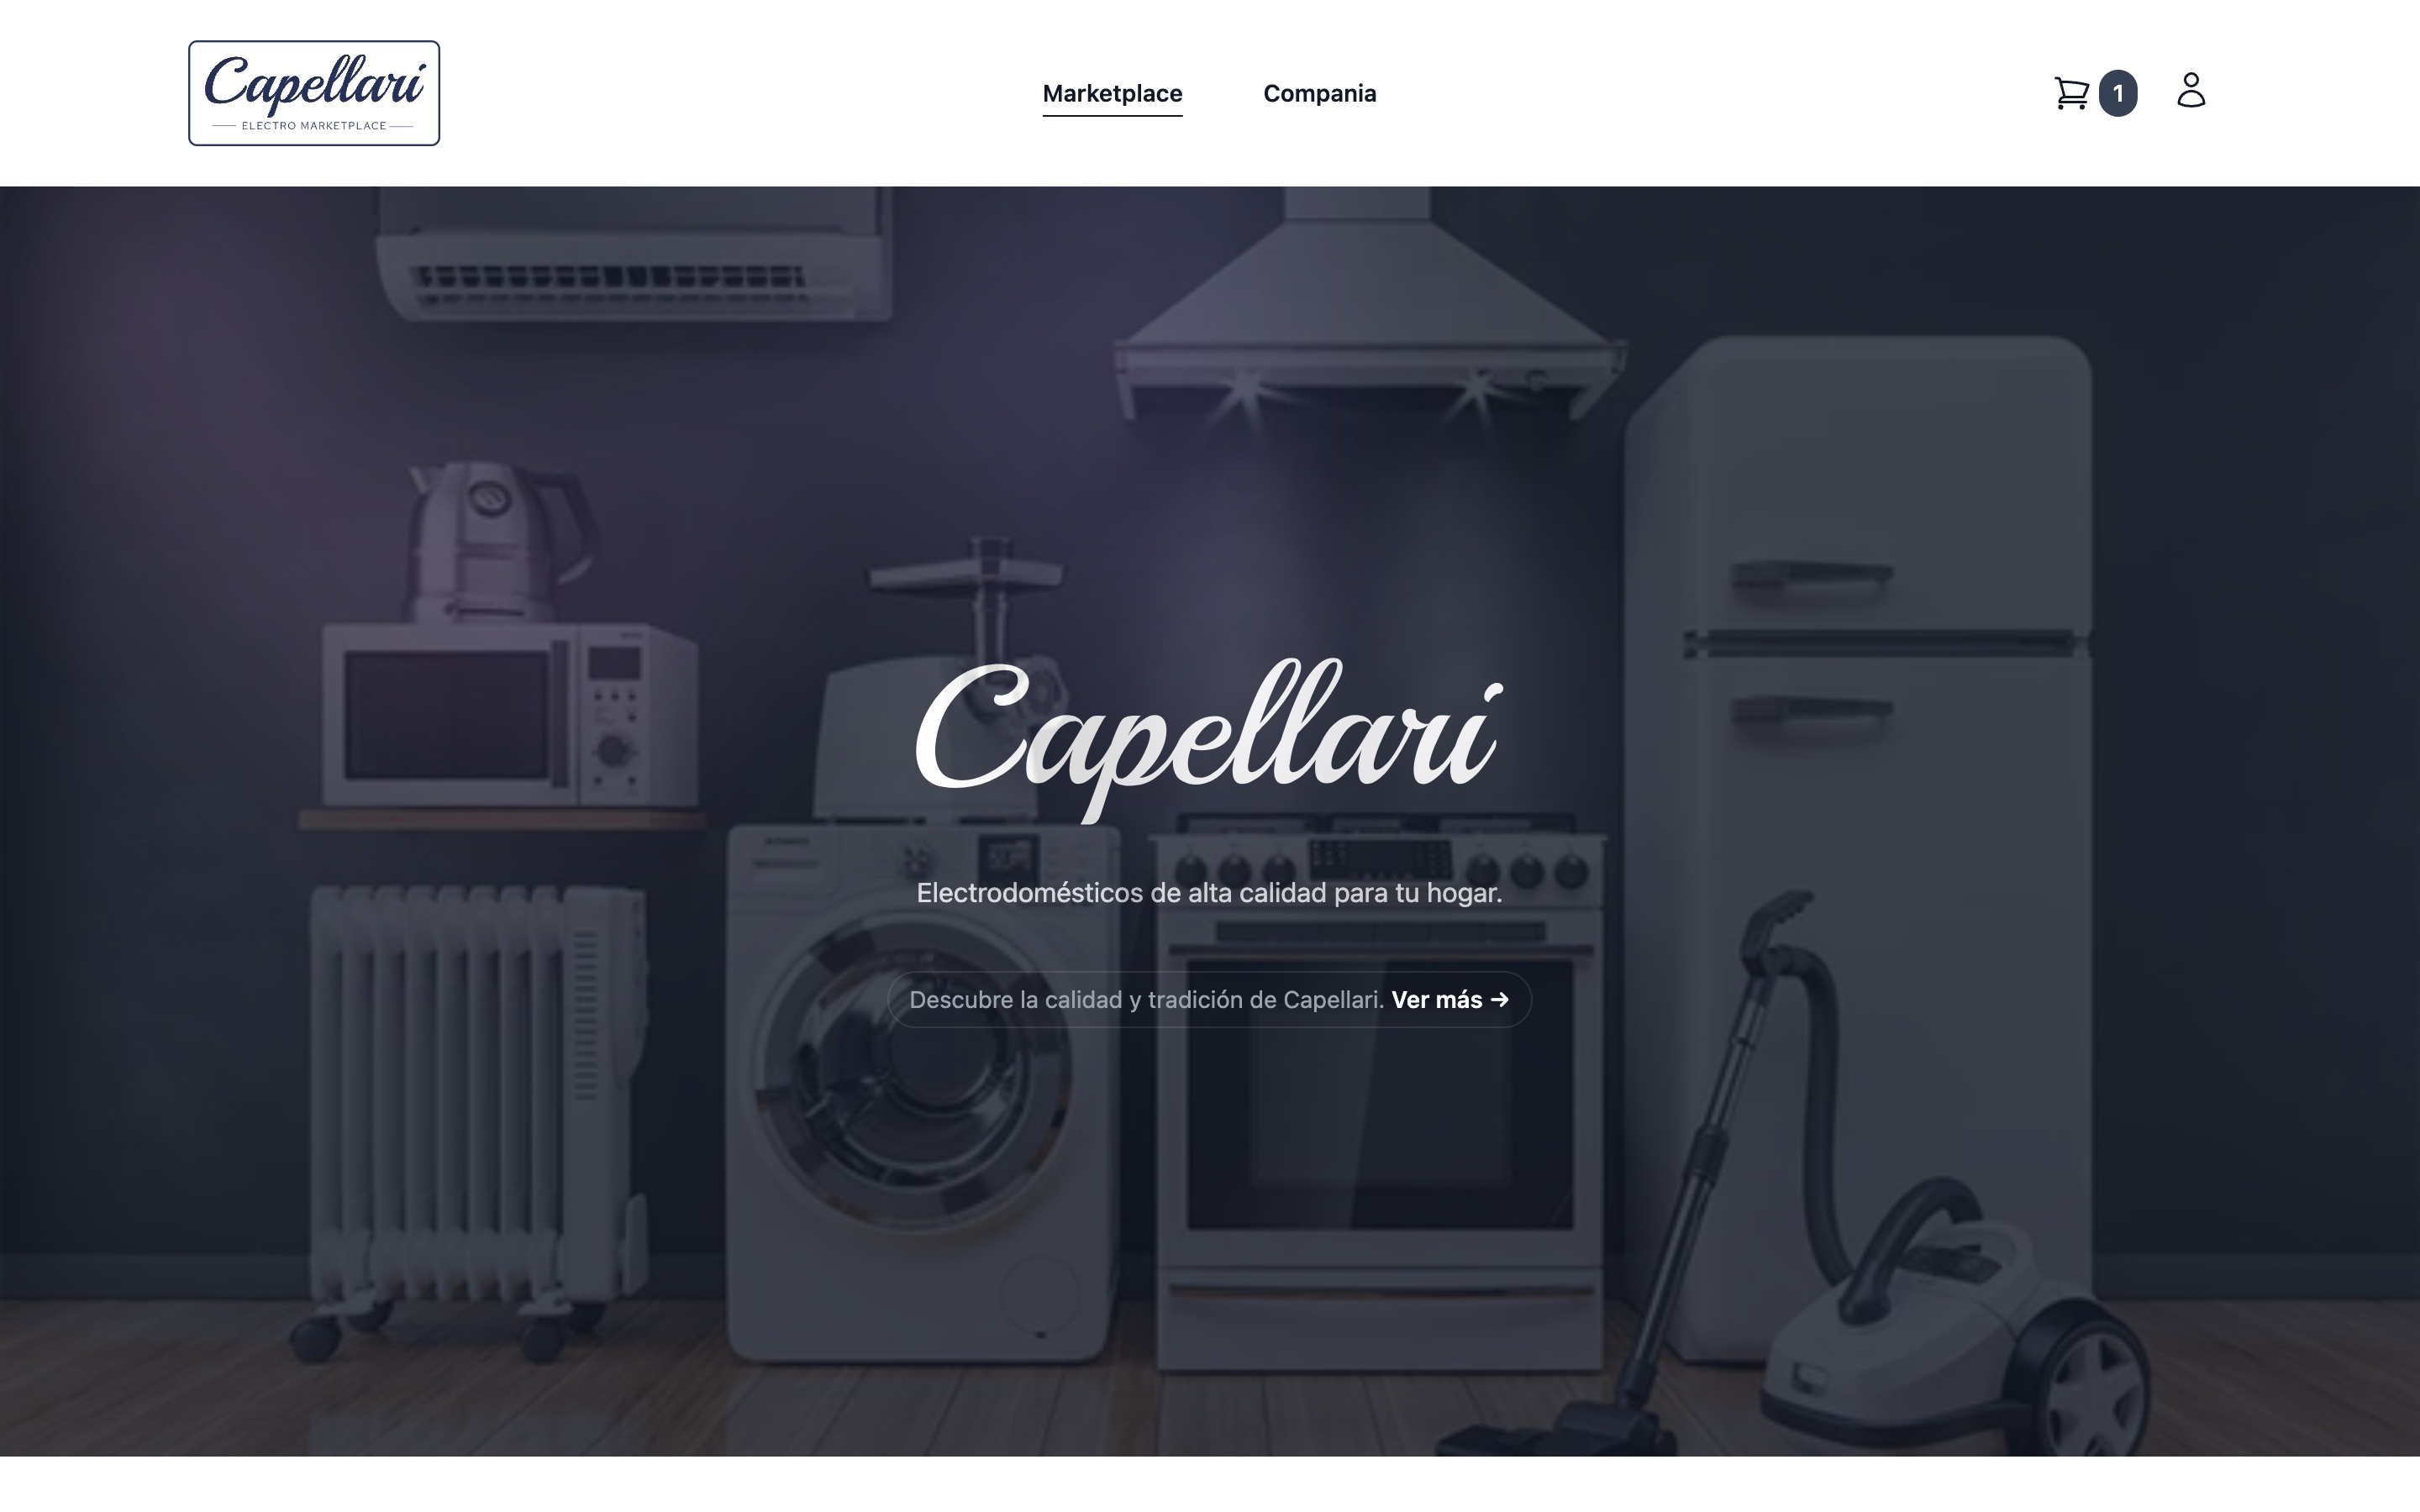 Capellari
ELECTRO MARKETPLACE
Marketplace
Compania
1
Capellari
Electrodomésticos de alta calidad para tu hogar.
Descubre la calidad y tradición de Capellari. Ver más →